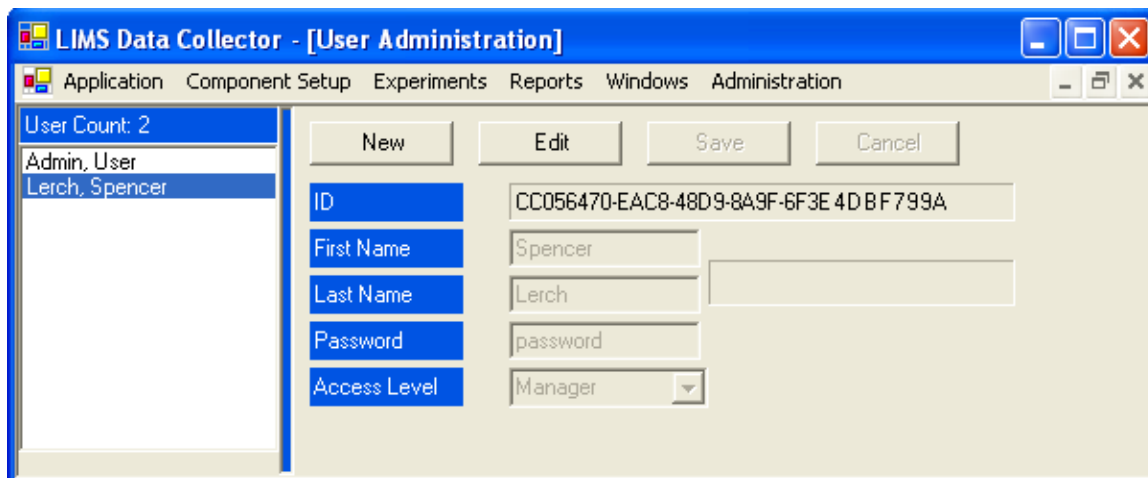 LIMS Data Collector - [User Administration]
Application Component Setup Experiments Reports Windows Administration
User Count: 2
Admin, User
Lerch, Spencer
New Edit Save Cancel
ID CC056470-EAC8-48D9-8A9F-6F3E4DBF799A
First Name Spencer
Last Name Lerch
Password password
Access Level Manager